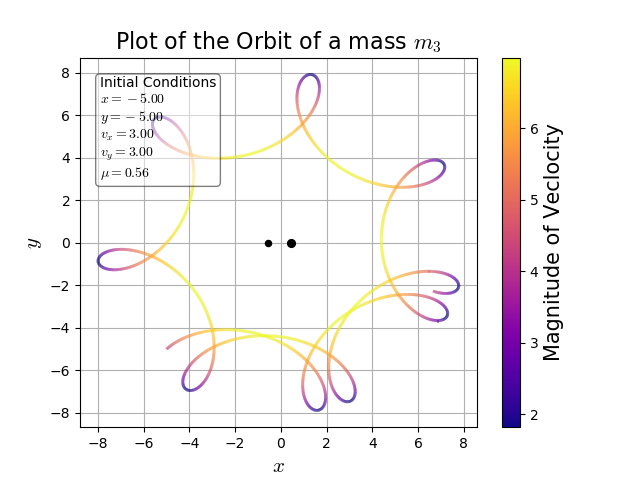 Plot of the Orbit of a mass m₃
Initial Conditions
x = −5.00
y = −5.00
vₓ = 3.00
v_y = 3.00
μ = 0.56
8
6
4
2
0
−2
−4
−6
−8
y
−8 −6 −4 −2 0 2 4 6 8
x
6
5
4
3
2
Magnitude of Veclocity